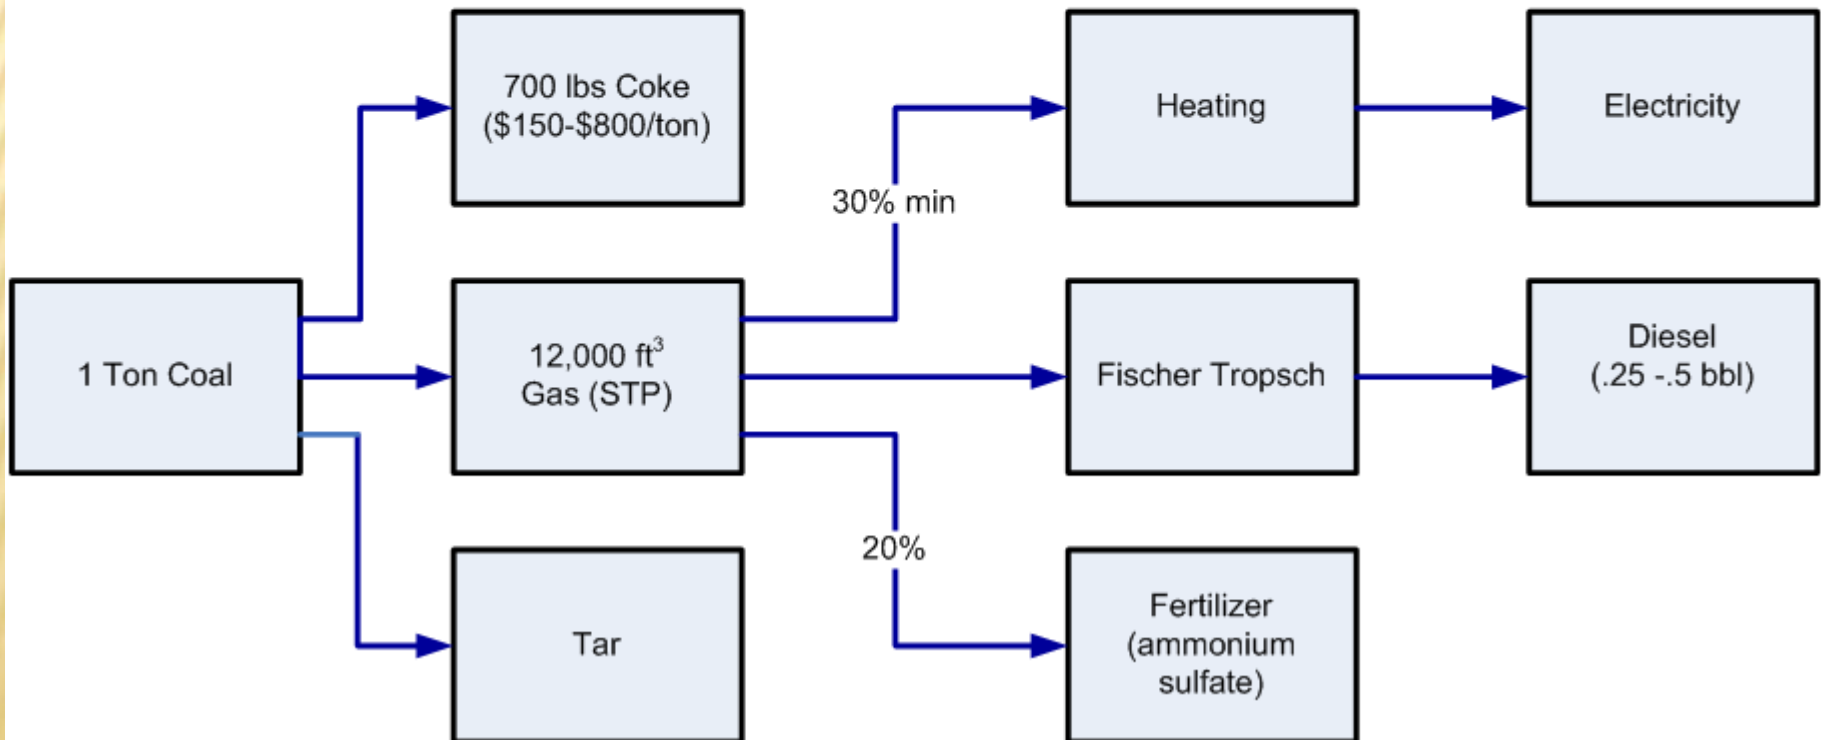 700 lbs Coke
($150-$800/ton)
Heating
Electricity
30% min
1 Ton Coal
12,000 ft³
Gas (STP)
Fischer Tropsch
Diesel
(.25 -.5 bbl)
20%
Tar
Fertilizer
(ammonium
sulfate)